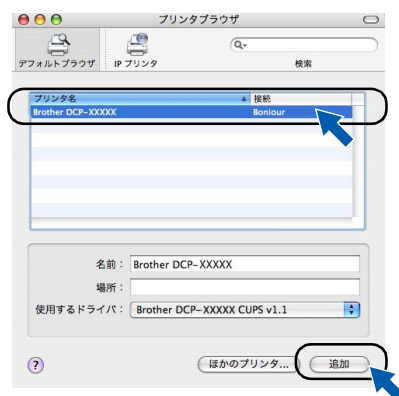 プリンタブラウザ
デフォルトブラウザ IP プリンタ 検索
プリンタ名 接続
Brother DCP-XXXXX Bonjour
名前： Brother DCP-XXXXX
場所：
使用するドライバ： Brother DCP-XXXXX CUPS v1.1
? ほかのプリンタ... 追加